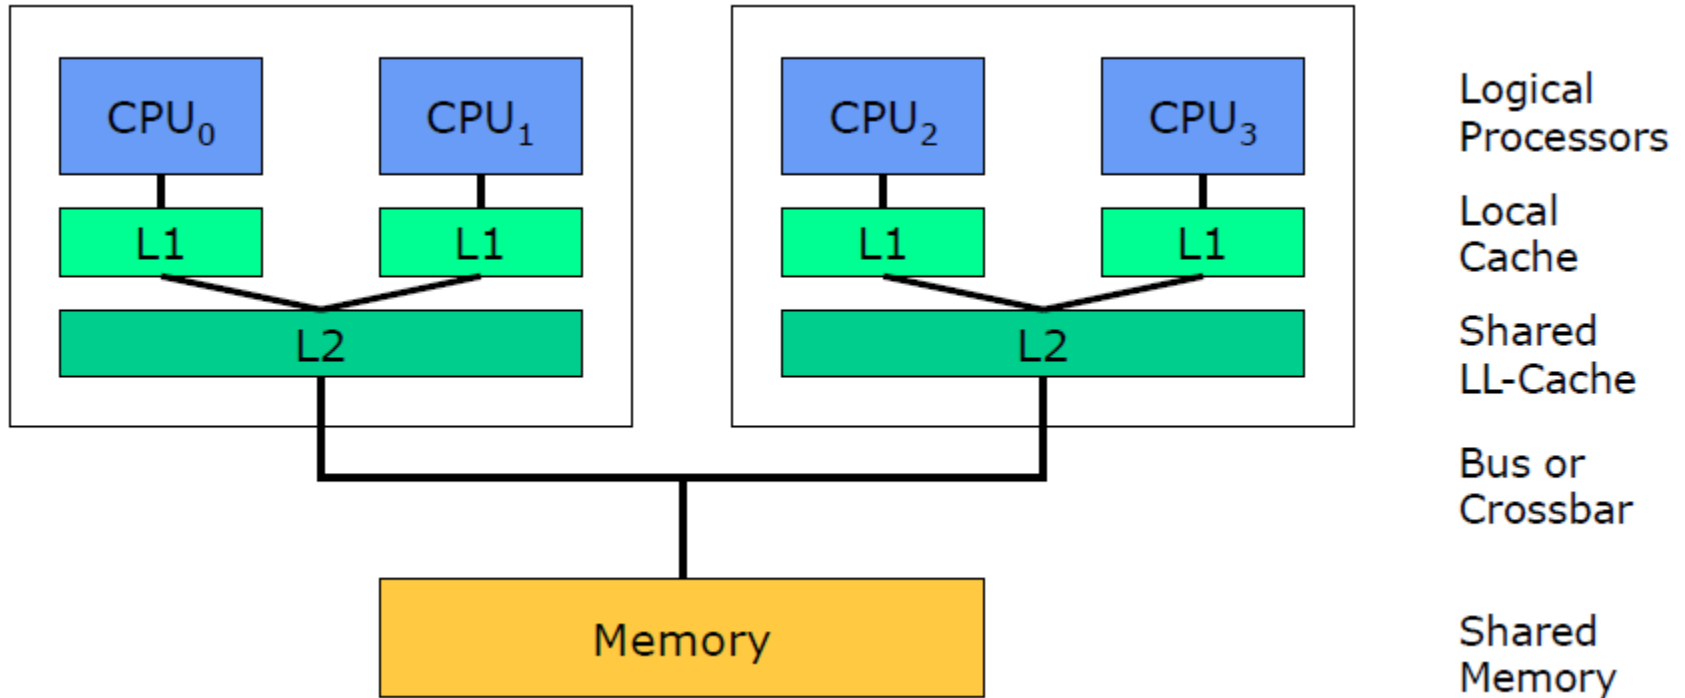 CPU₀ CPU₁ CPU₂ CPU₃
Logical
Processors
L1 L1 L1 L1
Local
Cache
L2 L2
Shared
LL-Cache
Bus or
Crossbar
Memory
Shared
Memory